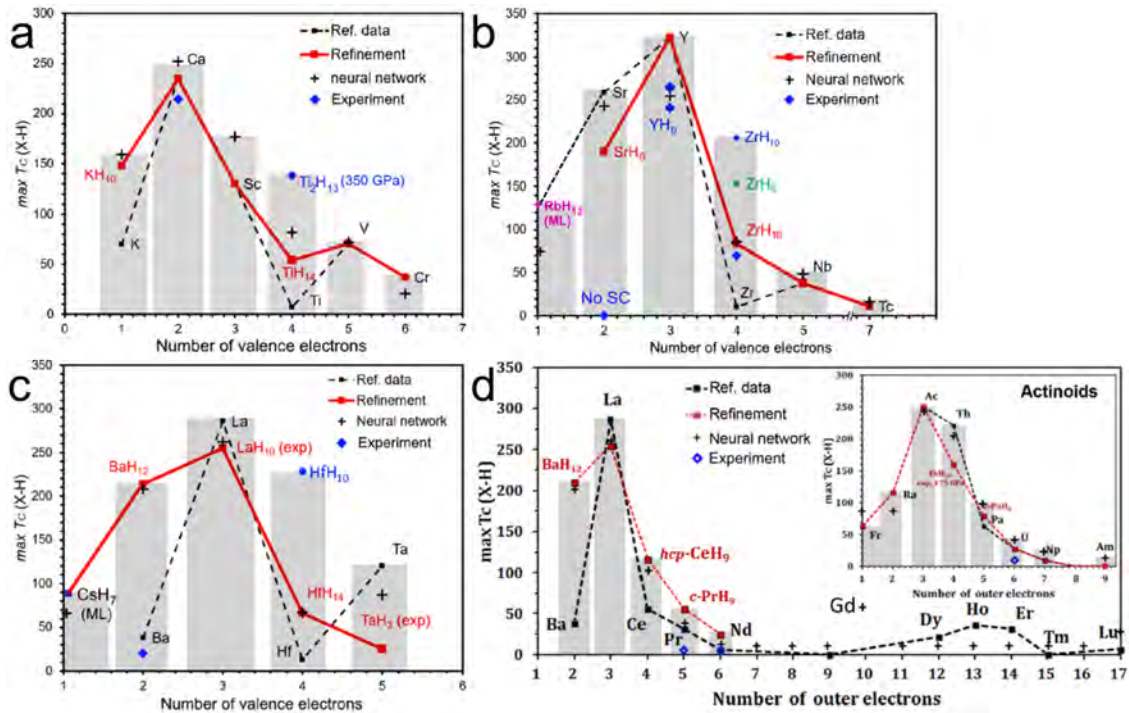 a
max Tc (X-H)
350
300
250
200
150
100
50
0
0 1 2 3 4 5 6 7
Number of valence electrons
Ref. data
Refinement
neural network
Experiment
Ca
KH10
K
Sc
Ti2H13 (350 GPa)
TiH14
Ti
V
Cr
b
max Tc (X-H)
350
300
250
200
150
100
50
0
1 2 3 4 5 7
Number of valence electrons
Ref. data
Refinement
Neural network
Experiment
Sr
Y
YH9
SrH6
ZrH10
ZrH6
ZrH10
RbH12
(ML)
No SC
Zr
Nb
Tc
c
max Tc (X-H)
350
300
250
200
150
100
50
0
1 2 3 4 5 6
Number of valence electrons
Ref. data
Refinement
Neural network
Experiment
La
BaH12
LaH10 (exp)
HfH10
Ta
CsH7
(ML)
Ba
HfH14
Hf
TaH3 (exp)
d
max Tc (X-H)
350
300
250
200
150
100
50
0
1 2 3 4 5 6 7 8 9 11 12 13 14 15 16 17
Number of outer electrons
Ref. data
Refinement
Neural network
Experiment
La
BaH12
hcp-CeH9
c-PrH9
Ba
Ce
Pr
Nd
Gd
Dy
Ho
Er
Tm
Lu
Actinoids
max Tc (X-H)
300
250
200
150
100
50
0
1 2 3 4 5 6 7 8 9
Number of outer electrons
Ac
Th
Ra
Fr
Pa
U
Np
Am